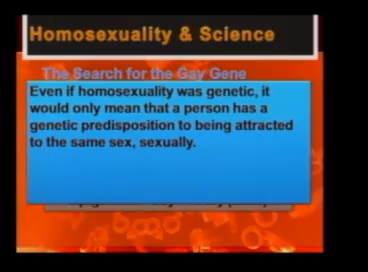 Homosexuality & Science
The Search for the Gay Gene
Even if homosexuality was genetic, it
would only mean that a person has a
genetic predisposition to being attracted
to the same sex, sexually.